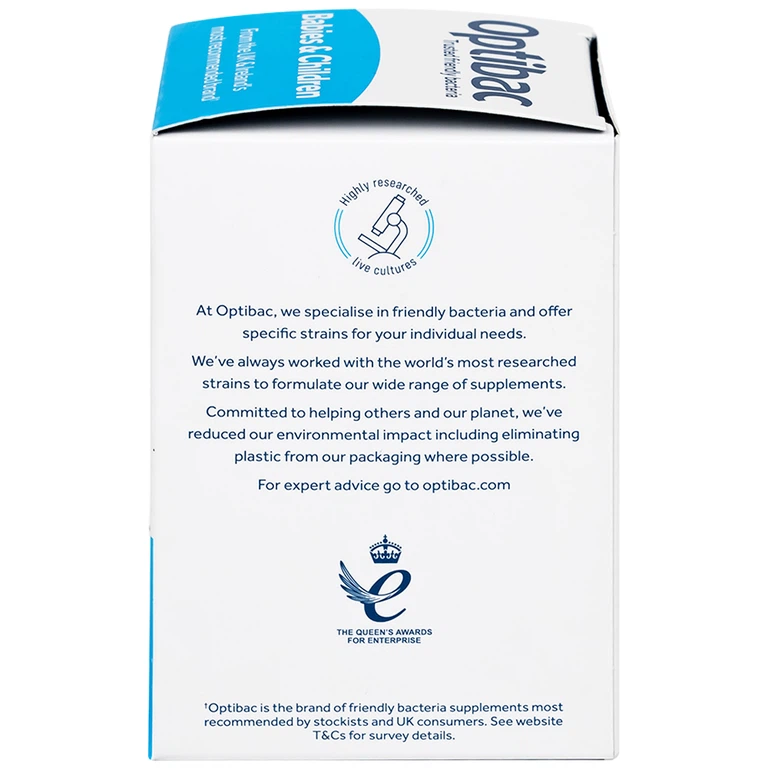 Optibac
Trusted friendly bacteria
Babies & Children
From the UK & Ireland's
most recommended brand†
Highly researched
live cultures
At Optibac, we specialise in friendly bacteria and offer
specific strains for your individual needs.
We've always worked with the world's most researched
strains to formulate our wide range of supplements.
Committed to helping others and our planet, we've
reduced our environmental impact including eliminating
plastic from our packaging where possible.
For expert advice go to optibac.com
THE QUEEN'S AWARDS
FOR ENTERPRISE
†Optibac is the brand of friendly bacteria supplements most
recommended by stockists and UK consumers. See website
T&Cs for survey details.